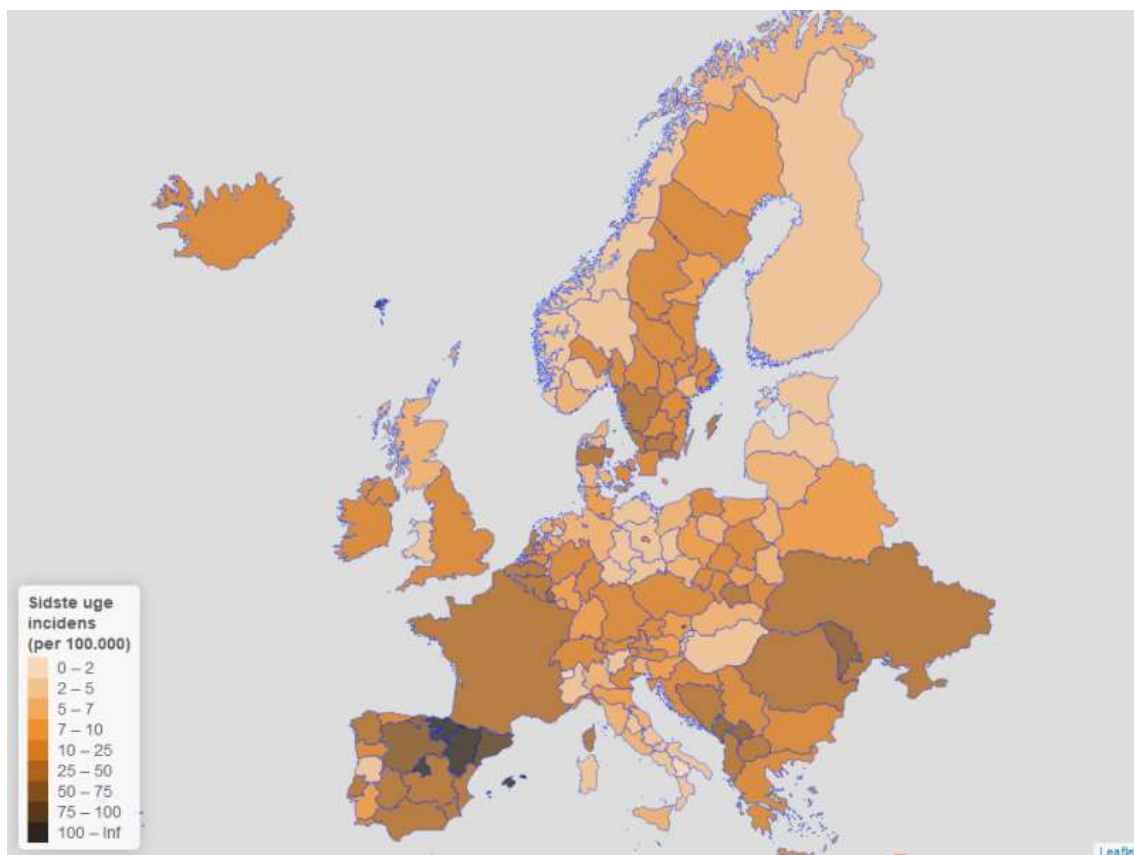 Sidste uge
incidens
(per 100.000)
0 – 2
2 – 5
5 – 7
7 – 10
10 – 25
25 – 50
50 – 75
75 – 100
100 – Inf
Leafle